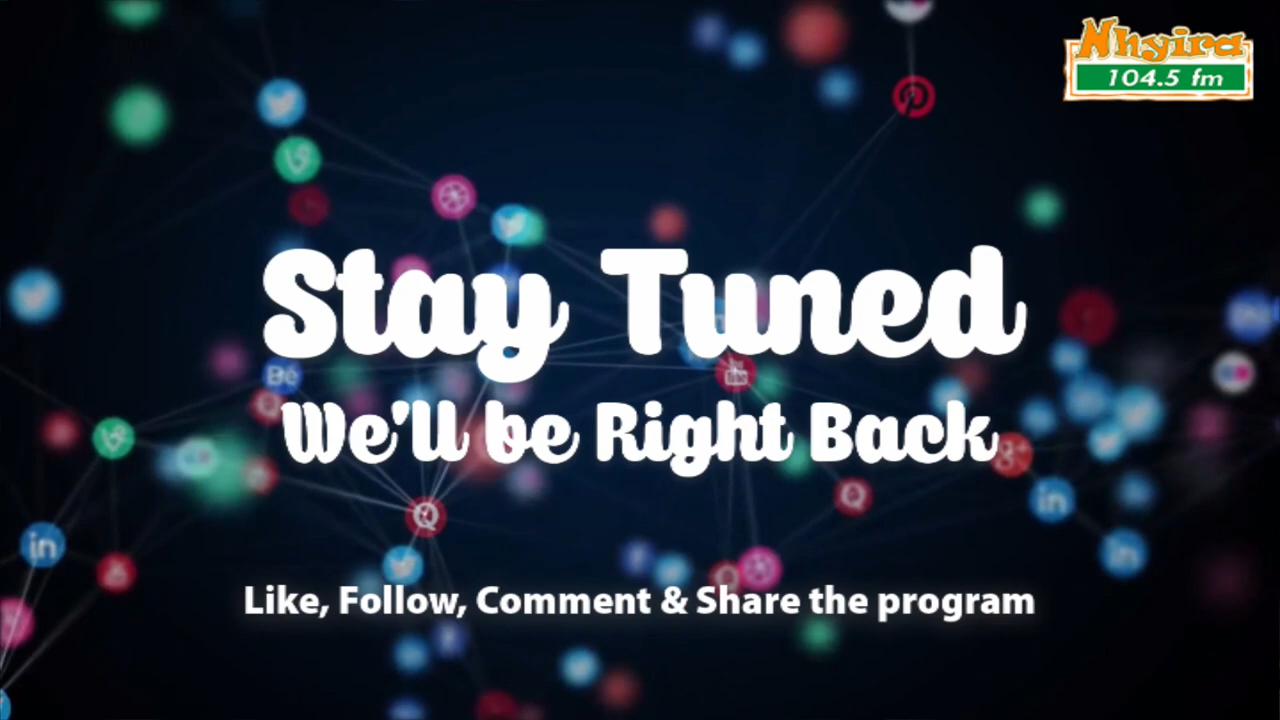 Nhyira
104.5 fm
Stay Tuned
We'll be Right Back
Like, Follow, Comment & Share the program